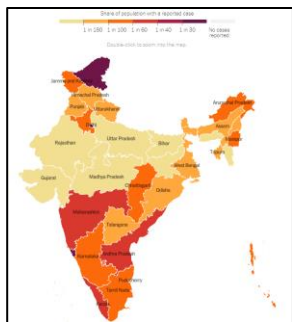 Share of population with a reported case
1 in 280 1 in 100 1 in 60 1 in 40 1 in 30 No cases
reported
Double-click to zoom into the map.
Jammu and Kashmir
Himachal Pradesh
Punjab
Uttarakhand
Delhi
Arunachal Pradesh
Rajasthan
Uttar Pradesh
Assam
Bihar
Manipur
Tripura
Gujarat
Madhya Pradesh
West Bengal
Chhattisgarh
Odisha
Maharashtra
Telangana
Andhra Pradesh
Karnataka
Puducherry
Tamil Nadu
Kerala